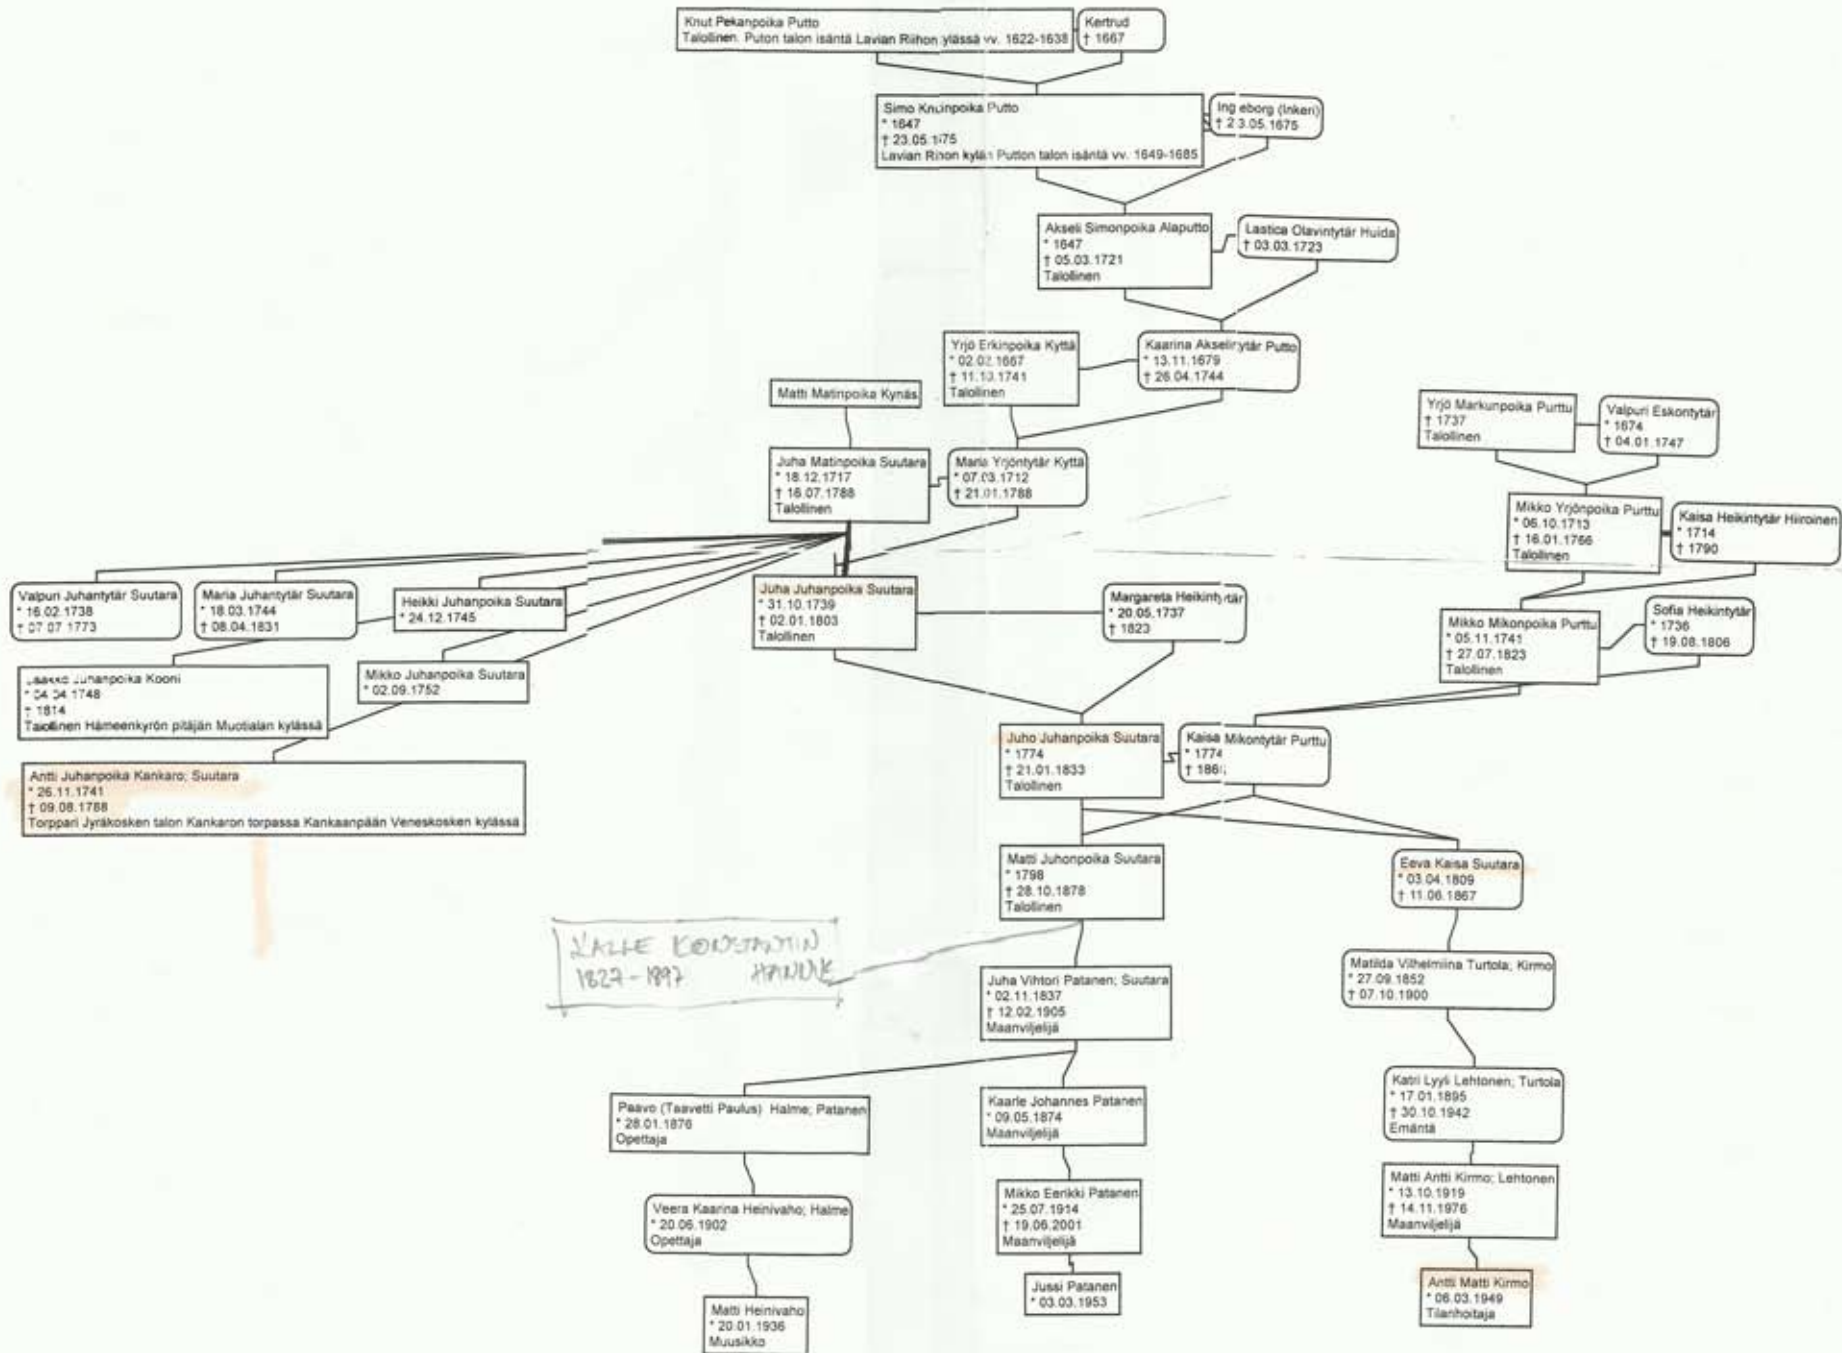 Knut Pekanpoika Putto
Talollinen. Puton talon isäntä Lavian Riihon kylässä vv. 1622-1638
Kertrud
† 1667
Simo Knuinpoika Putto
* 1647
† 23.05.1675
Lavian Rihon kylän Putton talon isäntä vv. 1649-1685
Ing eborg (Inkeri)
† 23.05.1675
Akseli Simonpoika Alaputto
* 1647
† 05.03.1721
Talollinen
Lastica Olavintytär Huida
† 03.03.1723
Yrjö Erkinpoika Kyttä
* 02.02.1667
† 11.10.1741
Talollinen
Kaarina Akselintytär Putto
* 13.11.1679
† 26.04.1744
Matti Matinpoika Kynäs
Yrjö Markunpoika Purttu
† 1737
Talollinen
Valpuri Eskontytär
* 1674
† 04.01.1747
Juha Matinpoika Suutara
* 18.12.1717
† 16.07.1788
Talollinen
Maria Yrjöntytär Kyttä
* 07.03.1712
† 21.01.1788
Mikko Yrjönpoika Purttu
* 06.10.1713
† 16.01.1766
Talollinen
Kaisa Heikintytär Hiiroinen
* 1714
† 1790
Valpuri Juhantytär Suutara
* 16.02.1738
† 07.07.1773
Maria Juhantytär Suutara
* 18.03.1744
† 08.04.1831
Heikki Juhanpoika Suutara
* 24.12.1745
Juha Juhanpoika Suutara
* 31.10.1739
† 02.01.1803
Talollinen
Margareta Heikintytär
* 20.05.1737
† 1823
Mikko Mikonpoika Purttu
* 05.11.1741
† 27.07.1823
Talollinen
Sofia Heikintytär
* 1736
† 19.08.1806
Jaakko Juhanpoika Kooni
* 04.04.1748
† 1814
Talollinen Hämeenkyrön pitäjän Muotialan kylässä
Mikko Juhanpoika Suutara
* 02.09.1752
Antti Juhanpoika Kankaro; Suutara
* 26.11.1741
† 09.08.1788
Torppari Jyräkosken talon Kankaron torpassa Kankaanpään Veneskosken kylässä
Juho Juhanpoika Suutara
* 1774
† 21.01.1833
Talollinen
Kaisa Mikontytär Purttu
* 1774
Matti Juhonpoika Suutara
* 1798
† 28.10.1878
Talollinen
Eeva Kaisa Suutara
* 03.04.1809
† 11.06.1867
KALLE KONSTANTIN
1827-1897
Juha Vihtori Patanen; Suutara
* 02.11.1837
† 12.02.1905
Maanviljelijä
Matilda Vilhelmiina Turtola; Kirmo
* 27.09.1852
† 07.10.1900
Paavo (Taavetti Paulus) Halme; Patanen
* 28.01.1876
Opettaja
Kaarle Johannes Patanen
* 09.05.1874
Maanviljelijä
Katri Lyyli Lehtonen; Turtola
* 17.01.1895
† 30.10.1942
Emäntä
Veera Kaarina Heinivaho; Halme
* 20.06.1902
Opettaja
Mikko Eerikki Patanen
* 25.07.1914
† 19.06.2001
Maanviljelijä
Matti Antti Kirmo; Lehtonen
* 13.10.1919
† 14.11.1976
Maanviljelijä
Matti Heinivaho
* 20.01.1936
Muusikko
Jussi Patanen
* 03.03.1953
Antti Matti Kirmo
* 06.03.1949
Tilanhoitaja